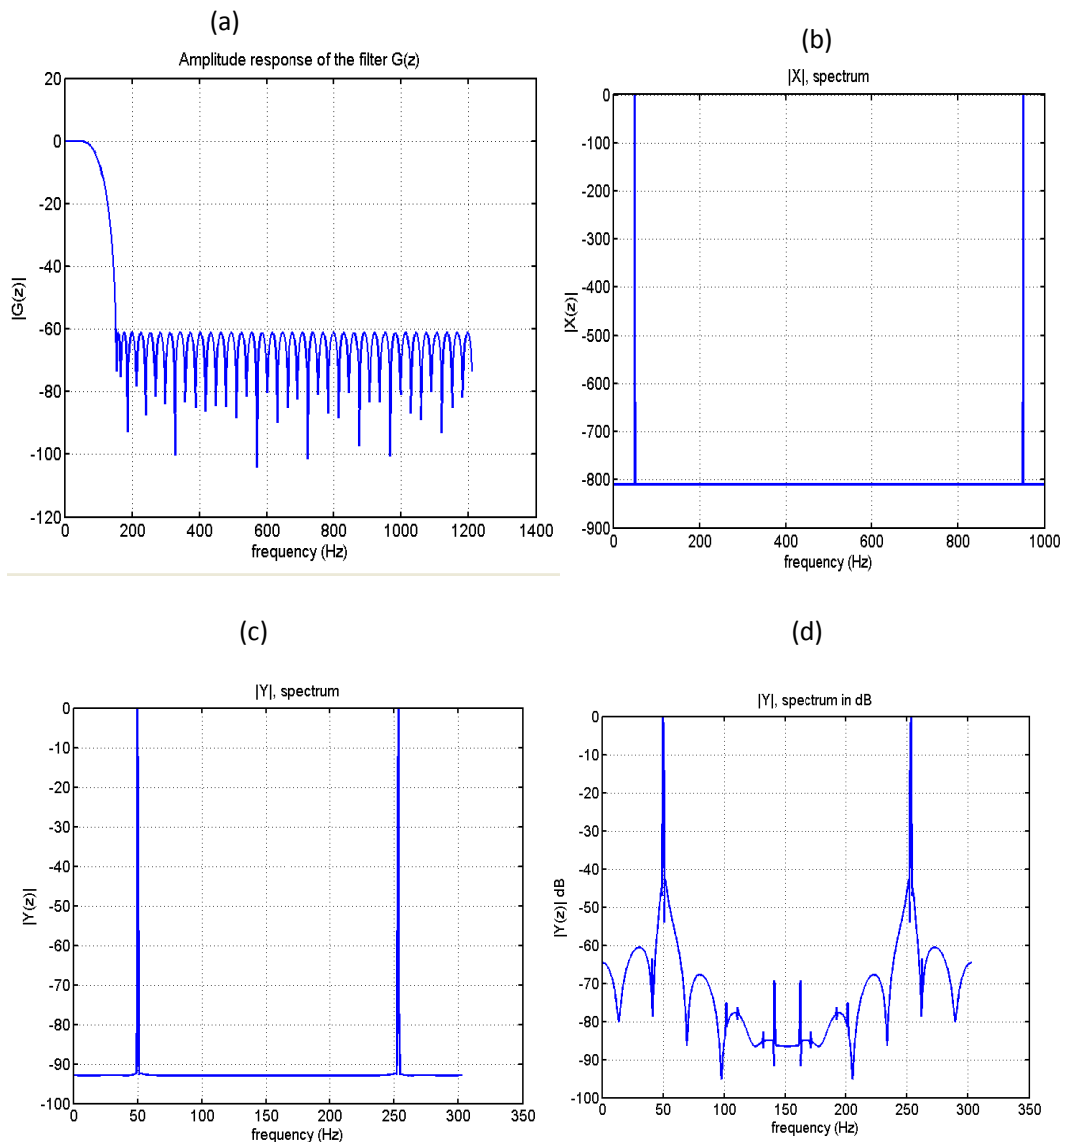 (a)
Amplitude response of the filter G(z)
20
0
-20
-40
-60
-80
-100
-120
|G(z)|
0 200 400 600 800 1000 1200 1400
frequency (Hz)
(b)
|X|, spectrum
0
-100
-200
-300
-400
-500
-600
-700
-800
-900
|X(z)|
0 200 400 600 800 1000
frequency (Hz)
(c)
|Y|, spectrum
0
-10
-20
-30
-40
-50
-60
-70
-80
-90
-100
|Y(z)|
0 50 100 150 200 250 300 350
frequency (Hz)
(d)
|Y|, spectrum in dB
0
-10
-20
-30
-40
-50
-60
-70
-80
-90
-100
|Y(z)| dB
0 50 100 150 200 250 300 350
frequency (Hz)